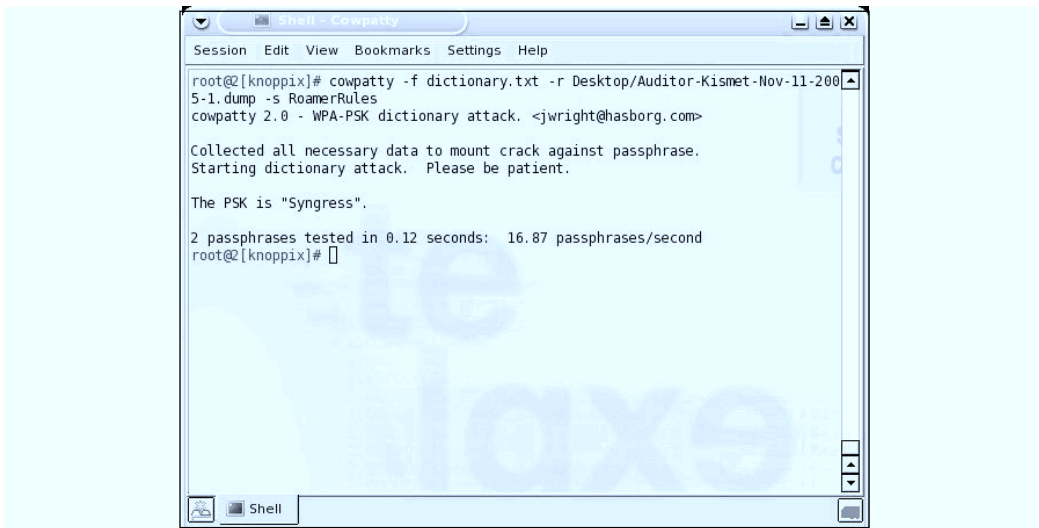 Shell - Cowpatty
Session Edit View Bookmarks Settings Help
root@2[knoppix]# cowpatty -f dictionary.txt -r Desktop/Auditor-Kismet-Nov-11-200
5-1.dump -s RoamerRules
cowpatty 2.0 - WPA-PSK dictionary attack. <jwright@hasborg.com>
Collected all necessary data to mount crack against passphrase.
Starting dictionary attack. Please be patient.
The PSK is "Syngress".
2 passphrases tested in 0.12 seconds: 16.87 passphrases/second
root@2[knoppix]#
Shell